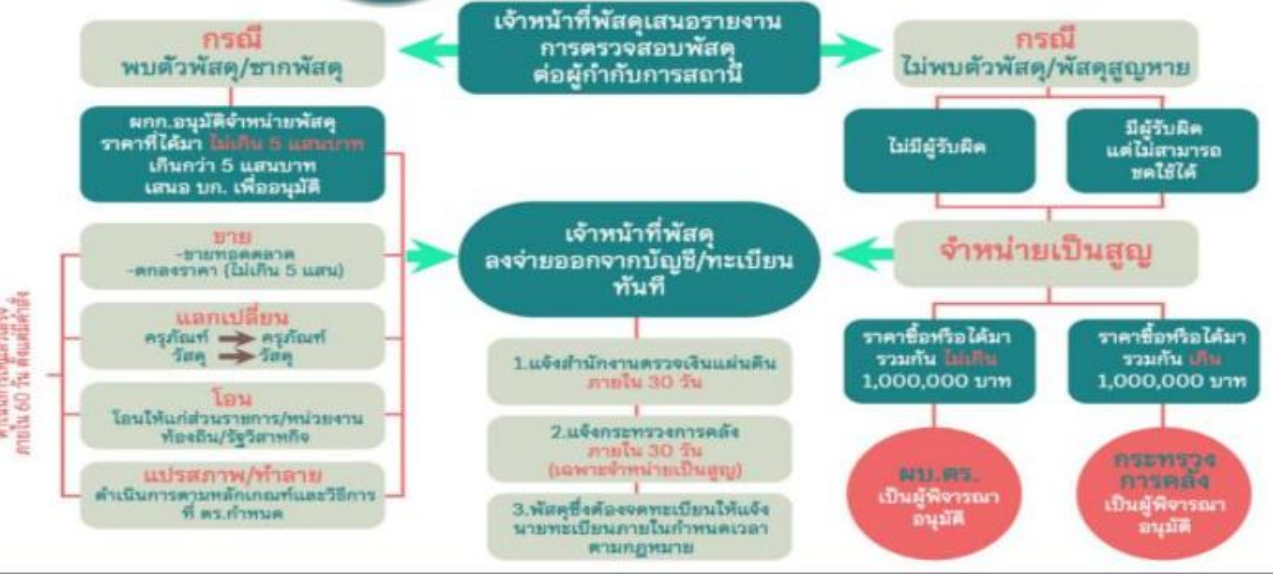 เจ้าหน้าที่พัสดุเสนอรายงาน
การตรวจสอบพัสดุ
ต่อผู้กำกับการสถานี
กรณี
พบตัวพัสดุ/ซากพัสดุ
ผกก.อนุมัติจำหน่ายพัสดุ
ราคาที่ได้มา ไม่เกิน 5 แสนบาท
เกินกว่า 5 แสนบาท
เสนอ บก. เพื่ออนุมัติ
ขาย
-ขายทอดตลาด
-ตกลงราคา (ไม่เกิน 5 แสน)
แลกเปลี่ยน
ครุภัณฑ์ ครุภัณฑ์
วัสดุ วัสดุ
โอน
โอนให้แก่ส่วนราชการ/หน่วยงาน
ท้องถิ่น/รัฐวิสาหกิจ
แปรสภาพ/ทำลาย
ดำเนินการตามหลักเกณฑ์และวิธีการ
ที่ ตร.กำหนด
ภายใน 60 วัน ตั้งแต่มีคำสั่ง
เจ้าหน้าที่พัสดุ
ลงจ่ายออกจากบัญชี/ทะเบียน
ทันที
1.แจ้งสำนักงานตรวจเงินแผ่นดิน
ภายใน 30 วัน
2.แจ้งกระทรวงการคลัง
ภายใน 30 วัน
(เฉพาะจำหน่ายเป็นสูญ)
3.พัสดุซึ่งต้องจดทะเบียนให้แจ้ง
นายทะเบียนภายในกำหนดเวลา
ตามกฎหมาย
กรณี
ไม่พบตัวพัสดุ/พัสดุสูญหาย
ไม่มีผู้รับผิด
มีผู้รับผิด
แต่ไม่สามารถ
ชดใช้ได้
จำหน่ายเป็นสูญ
ราคาซื้อหรือได้มา
รวมกัน ไม่เกิน
1,000,000 บาท
ราคาซื้อหรือได้มา
รวมกัน เกิน
1,000,000 บาท
ผบ.ตร.
เป็นผู้พิจารณา
อนุมัติ
กระทรวง
การคลัง
เป็นผู้พิจารณา
อนุมัติ